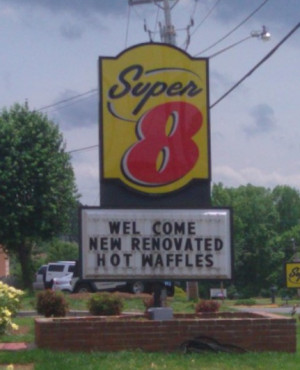 Super
8
WEL COME
NEW RENOVATED
HOT WAFFLES